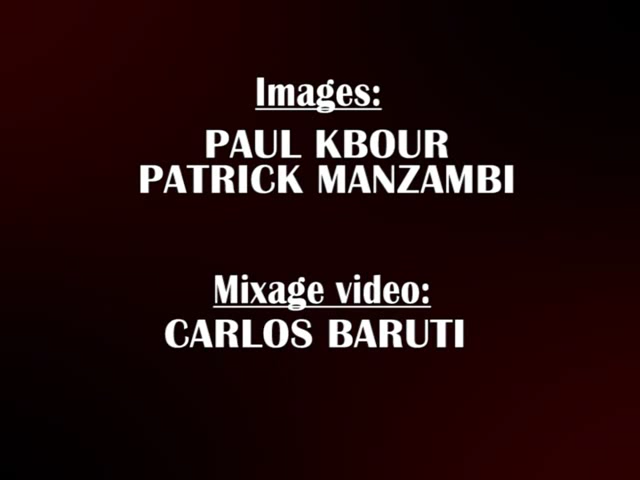 Images:
PAUL KBOUR
PATRICK MANZAMBI
Mixage video:
CARLOS BARUTI